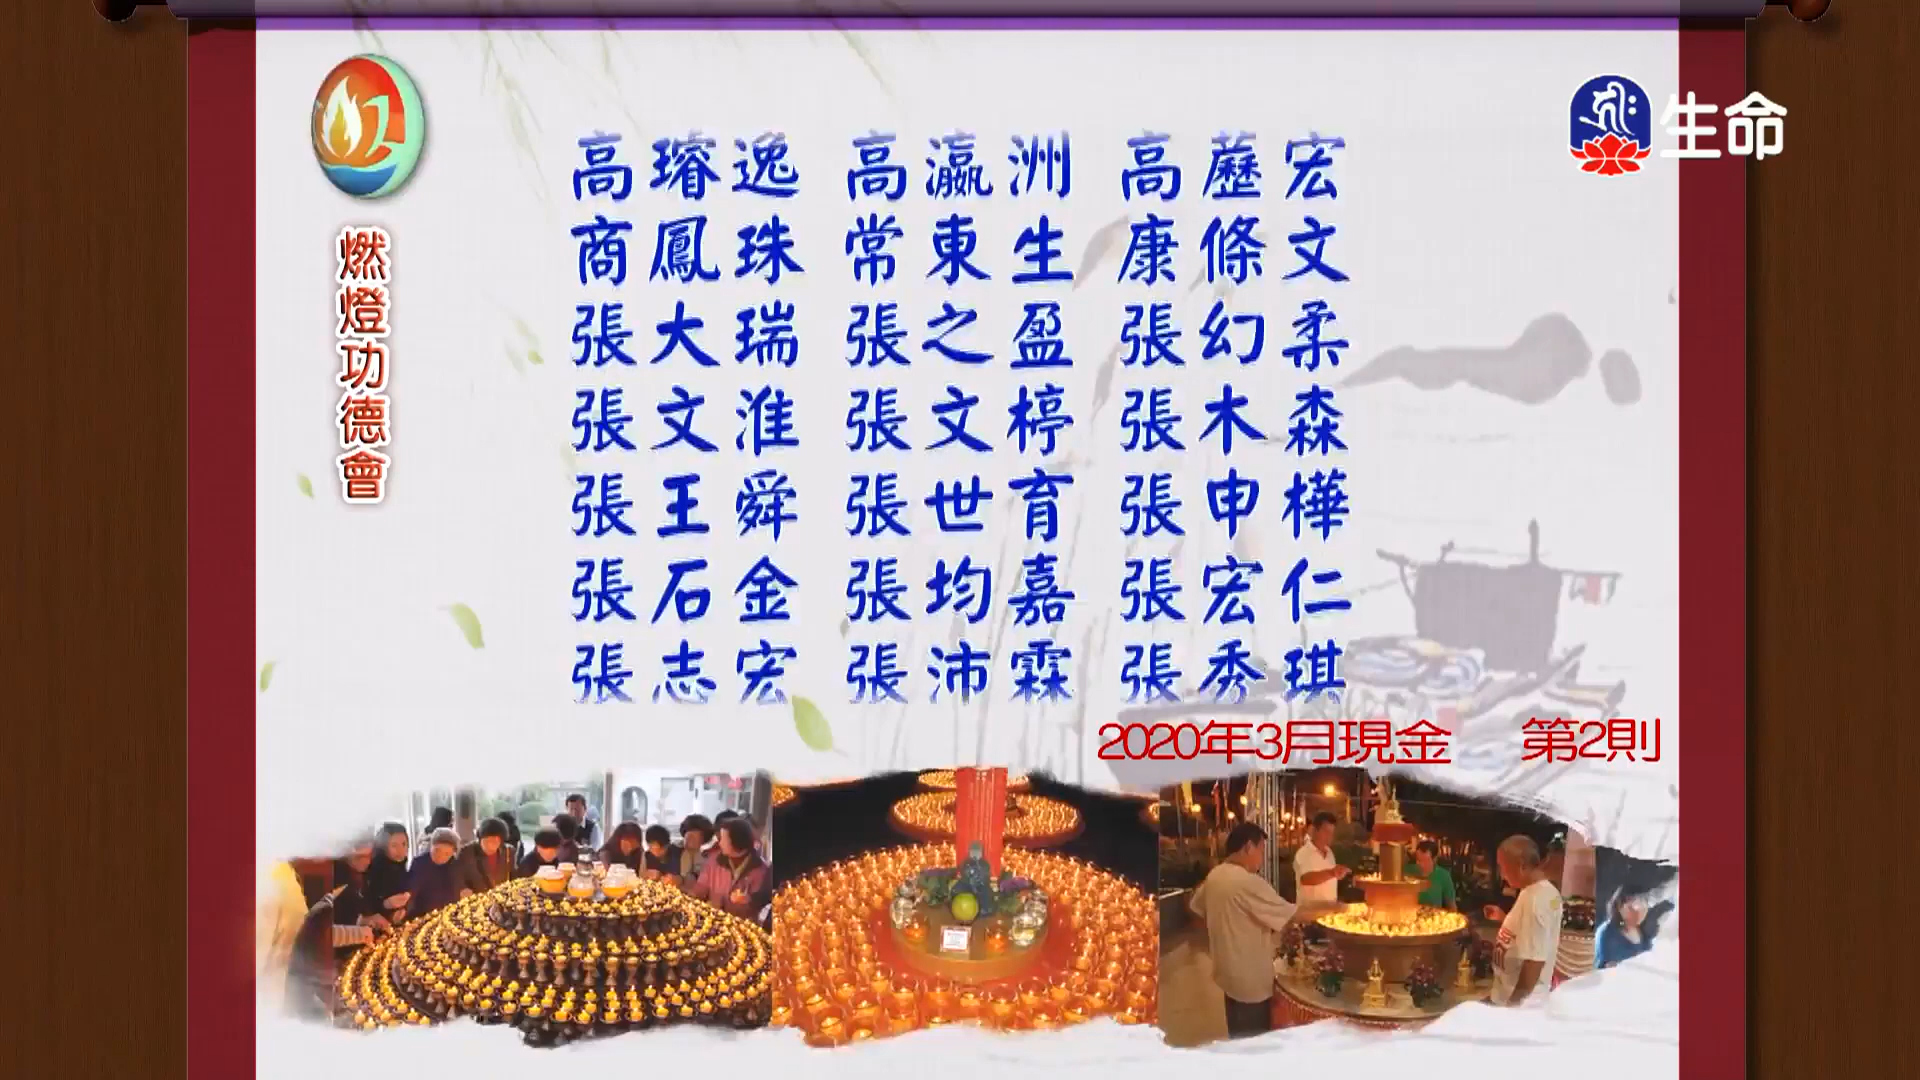 生命
燃燈功德會
高璿逸 高瀛洲 高藶宏
商鳳珠 常東生 康條文
張大瑞 張之盈 張幻柔
張文淮 張文楟 張木森
張王舜 張世育 張申樺
張石金 張均嘉 張宏仁
張志宏 張沛霖 張秀琪
2020年3月現金 第2則